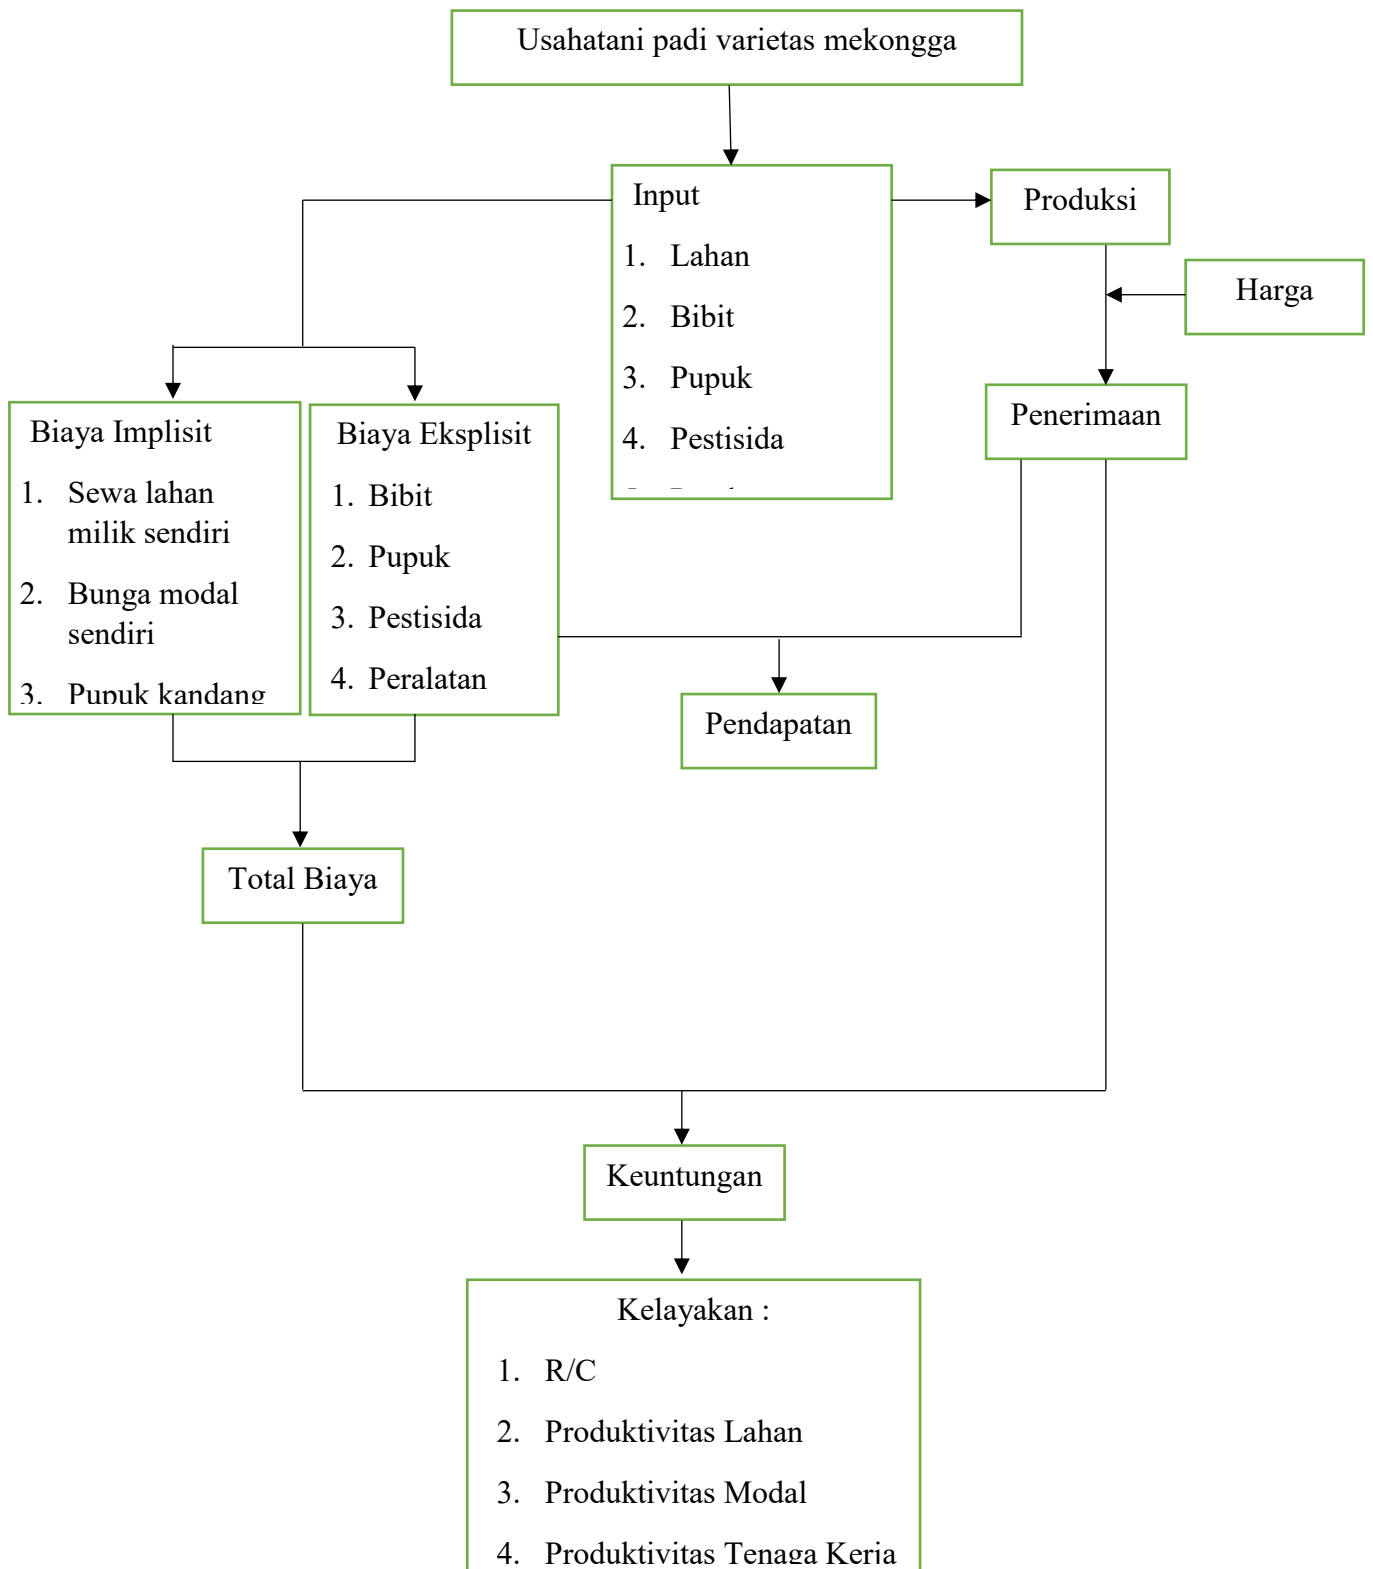 Usahatani padi varietas mekongga
Input
1. Lahan
2. Bibit
3. Pupuk
4. Pestisida
Produksi
Harga
Penerimaan
Biaya Implisit
1. Sewa lahan
milik sendiri
2. Bunga modal
sendiri
3. Pupuk kandang
Biaya Eksplisit
1. Bibit
2. Pupuk
3. Pestisida
4. Peralatan
Pendapatan
Total Biaya
Keuntungan
Kelayakan :
1. R/C
2. Produktivitas Lahan
3. Produktivitas Modal
4. Produktivitas Tenaga Kerja